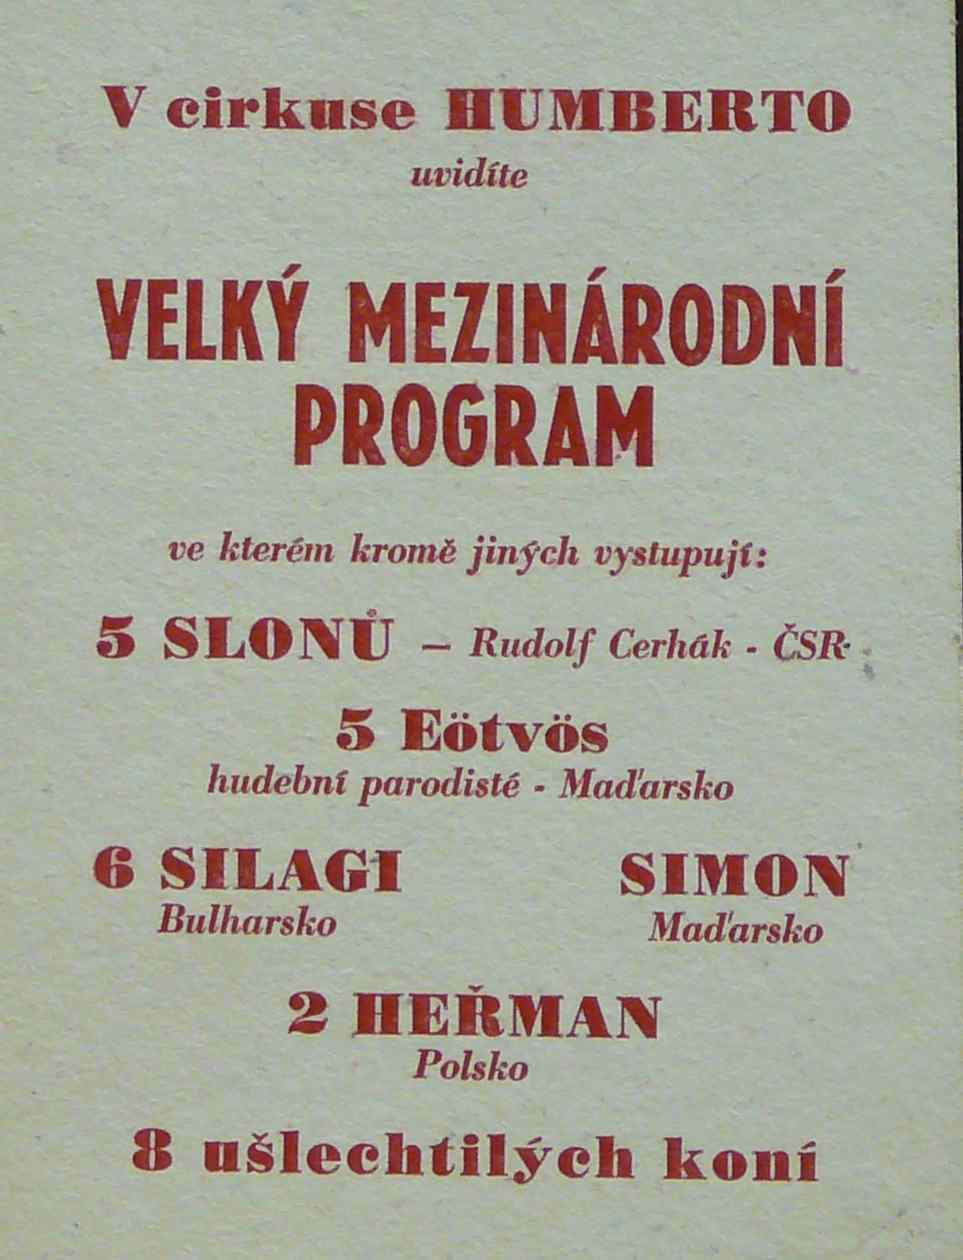 V cirkuse HUMBERTO
uvidíte
VELKÝ MEZINÁRODNÍ
PROGRAM
ve kterém kromě jiných vystupují:
5 SLONŮ – Rudolf Cerhák - ČSR
5 Eötvös
hudební parodisté - Maďarsko
6 SILAGI SIMON
Bulharsko Maďarsko
2 HEŘMAN
Polsko
8 ušlechtilých koní